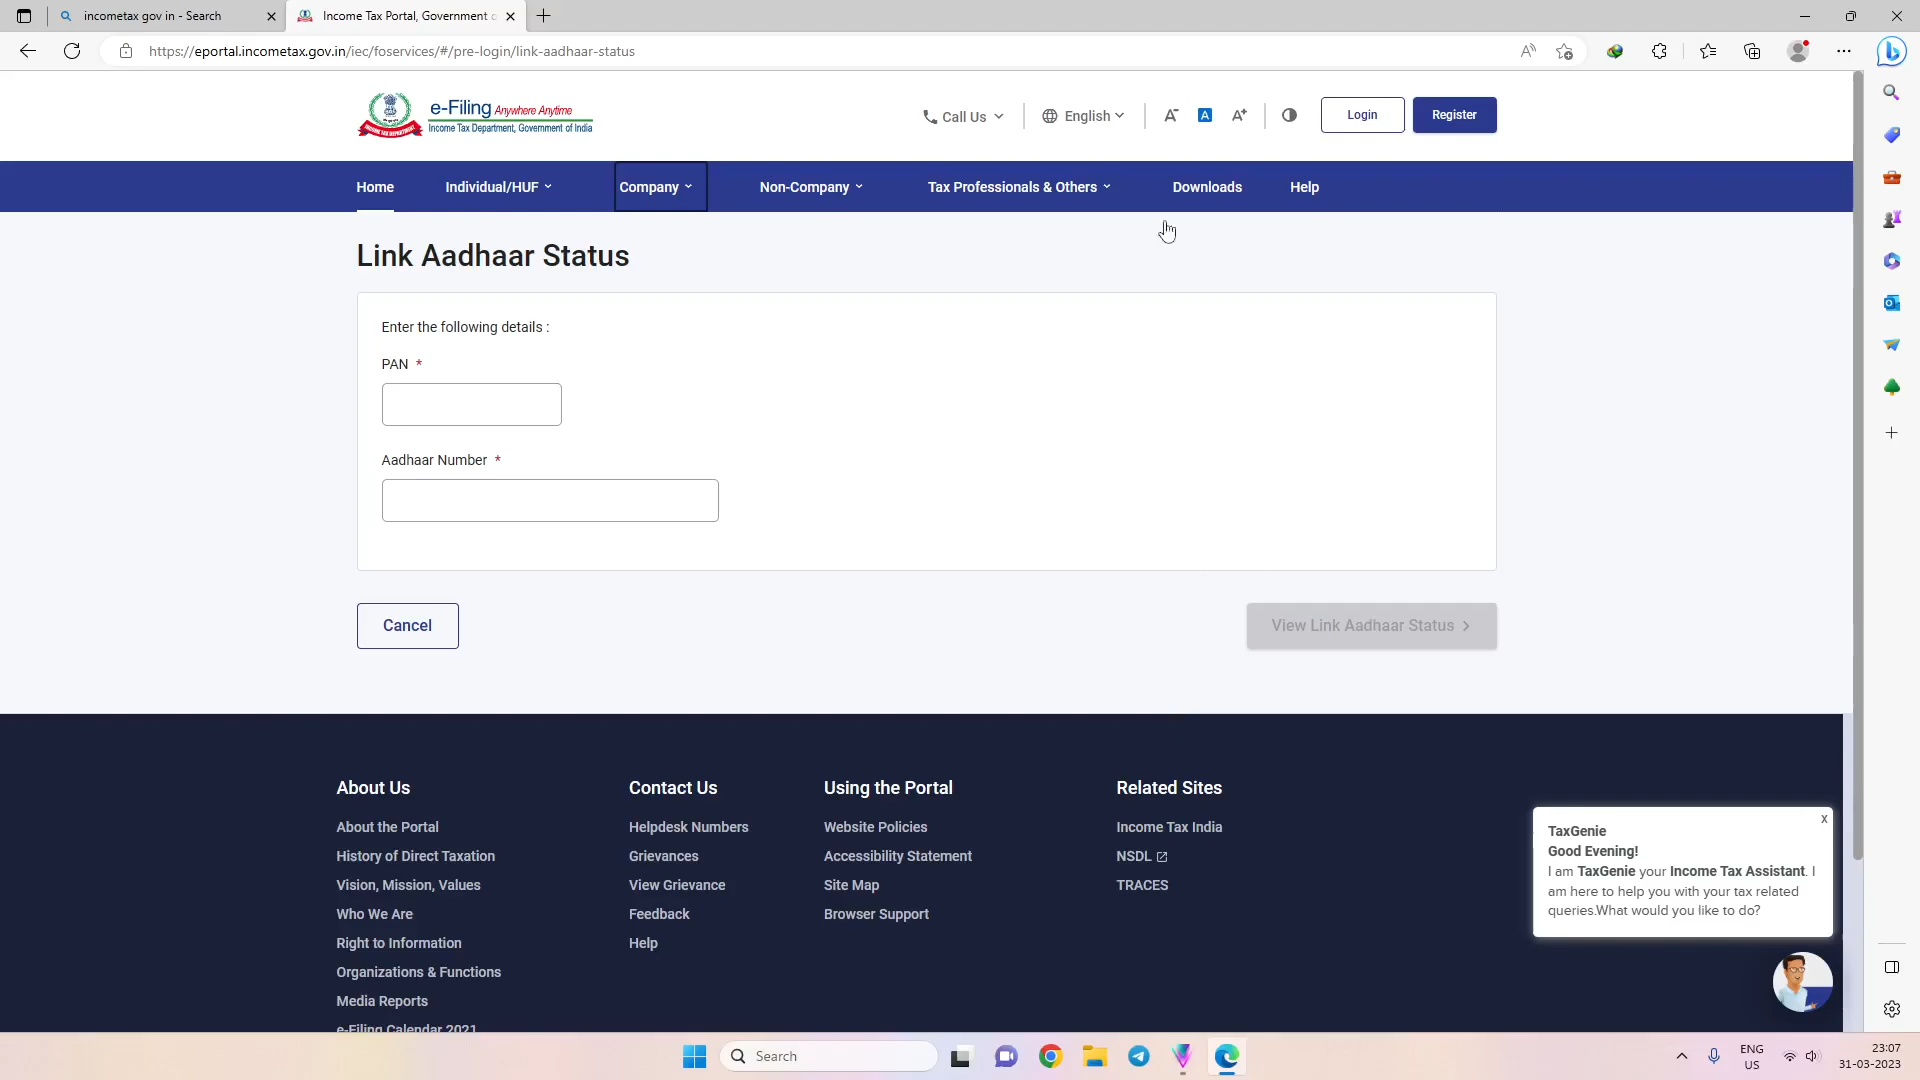 incometax gov in - Search
Income Tax Portal, Government
https://eportal.incometax.gov.in/iec/foservices/#/pre-login/link-aadhaar-status
e-Filing Anywhere Anytime
Income Tax Department, Government of India
Call Us
English
A-
A
A+
Login
Register
Home
Individual/HUF
Company
Non-Company
Tax Professionals & Others
Downloads
Help
Link Aadhaar Status
Enter the following details :
PAN *
Aadhaar Number *
Cancel
View Link Aadhaar Status >
About Us
About the Portal
History of Direct Taxation
Vision, Mission, Values
Who We Are
Right to Information
Organizations & Functions
Media Reports
e-Filing Calendar 2021
Contact Us
Helpdesk Numbers
Grievances
View Grievance
Feedback
Help
Using the Portal
Website Policies
Accessibility Statement
Site Map
Browser Support
Related Sites
Income Tax India
NSDL
TRACES
x
TaxGenie
Good Evening!
I am TaxGenie your Income Tax Assistant. I
am here to help you with your tax related
queries.What would you like to do?
Search
ENG
US
23:07
31-03-2023